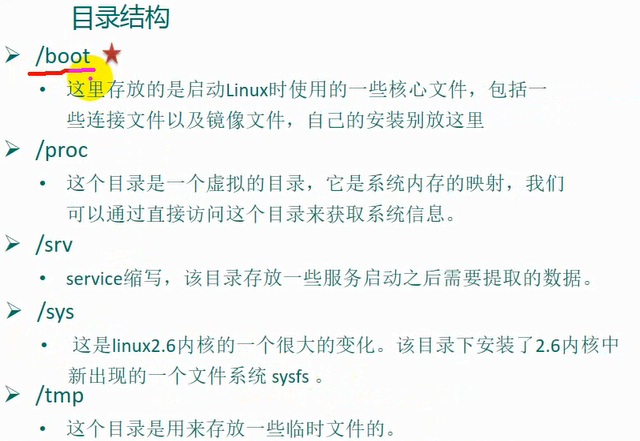 目录结构
/boot
这里存放的是启动Linux时使用的一些核心文件，包括一
些连接文件以及镜像文件，自己的安装别放这里
/proc
这个目录是一个虚拟的目录，它是系统内存的映射，我们
可以通过直接访问这个目录来获取系统信息。
/srv
service缩写，该目录存放一些服务启动之后需要提取的数据。
/sys
这是linux2.6内核的一个很大的变化。该目录下安装了2.6内核中
新出现的一个文件系统 sysfs 。
/tmp
这个目录是用来存放一些临时文件的。